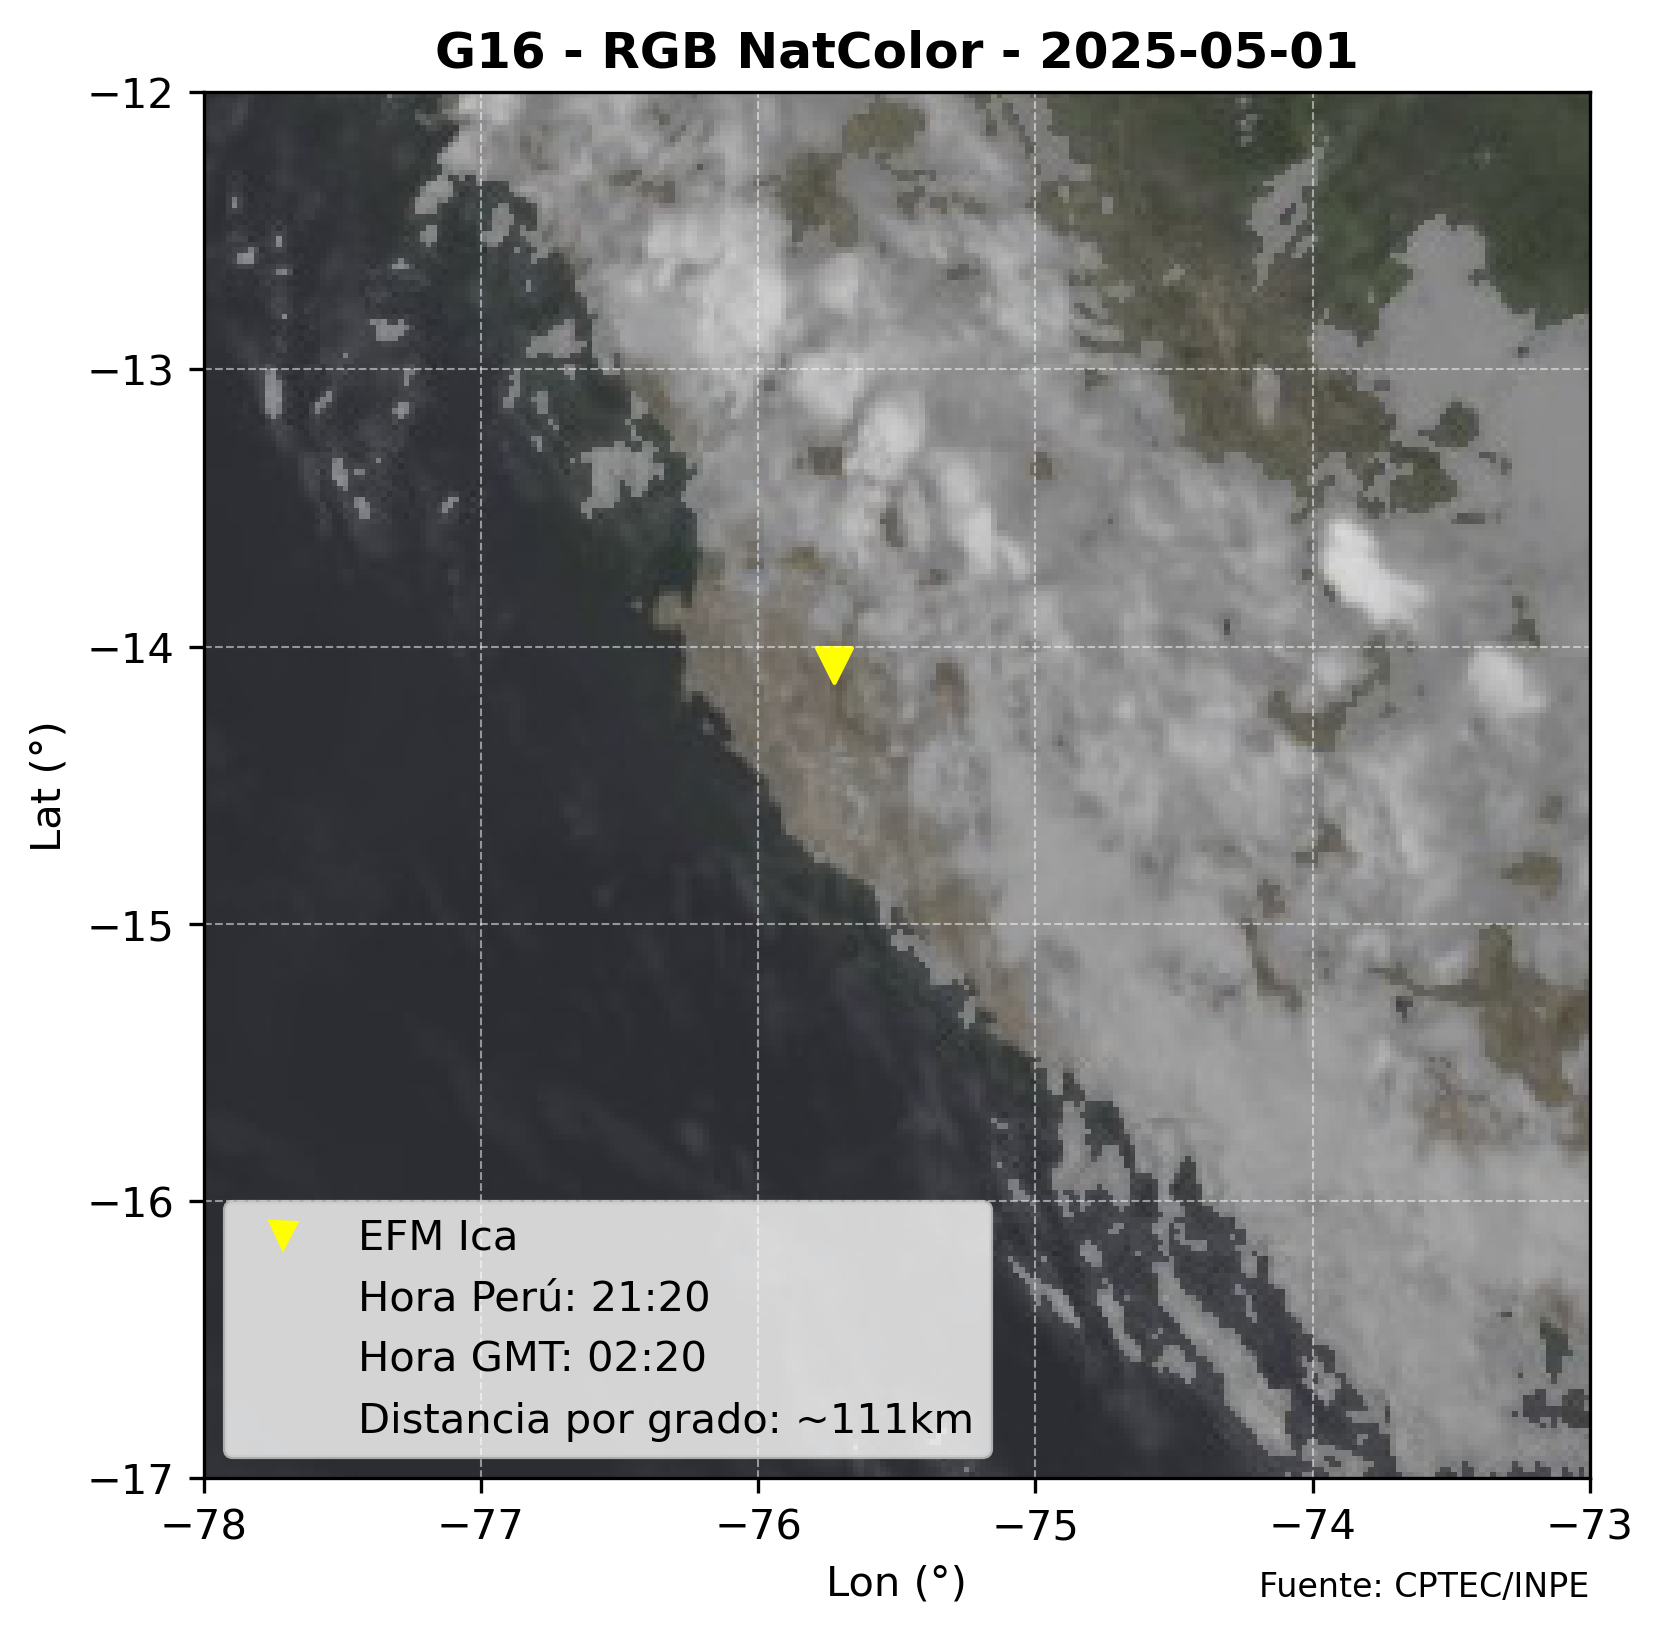 G16 - RGB NatColor - 2025-05-01
−12
−13
−14
−15
−16
−17
Lat (°)
EFM Ica
Hora Perú: 21:20
Hora GMT: 02:20
Distancia por grado: ~111km
−78
−77
−76
−75
−74
−73
Lon (°)
Fuente: CPTEC/INPE